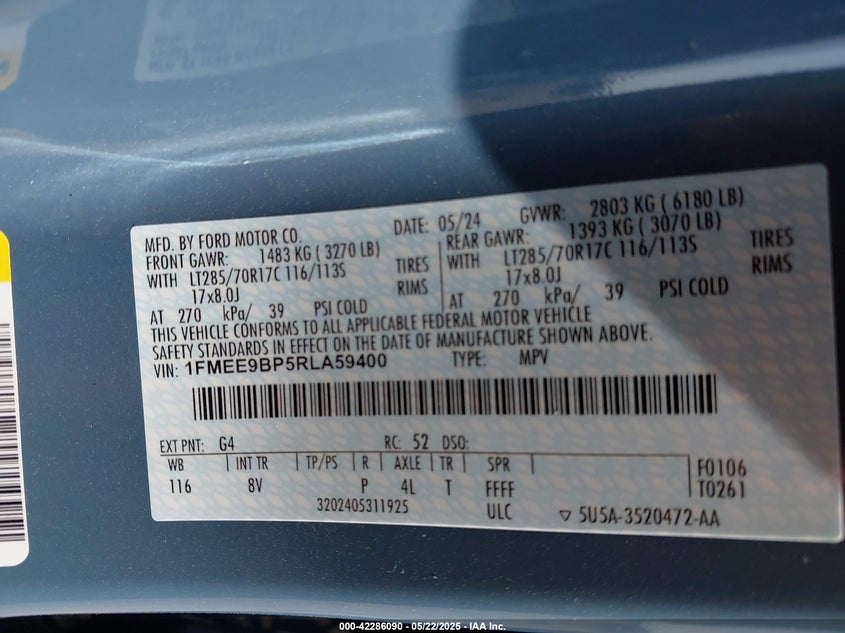 MFD. BY FORD MOTOR CO.
DATE: 05/24
GVWR: 2803 KG ( 6180 LB)
FRONT GAWR: 1483 KG ( 3270 LB)
REAR GAWR: 1393 KG ( 3070 LB)
WITH LT285/70R17C 116/113S TIRES
WITH LT285/70R17C 116/113S TIRES
17x8.0J RIMS
17x8.0J RIMS
AT 270 kPa/ 39 PSI COLD
AT 270 kPa/ 39 PSI COLD
THIS VEHICLE CONFORMS TO ALL APPLICABLE FEDERAL MOTOR VEHICLE
SAFETY STANDARDS IN EFFECT ON THE DATE OF MANUFACTURE SHOWN ABOVE.
VIN: 1FMEE9BP5RLA59400 TYPE: MPV
EXT PNT: G4 RC: 52 DSO:
WB INT TR TP/PS R AXLE TR SPR
F0106
116 8V P 4L T FFFF
T0261
3202405311925 ULC
▽ 5U5A-3520472-AA
000-42286090 - 05/22/2025 - IAA Inc.